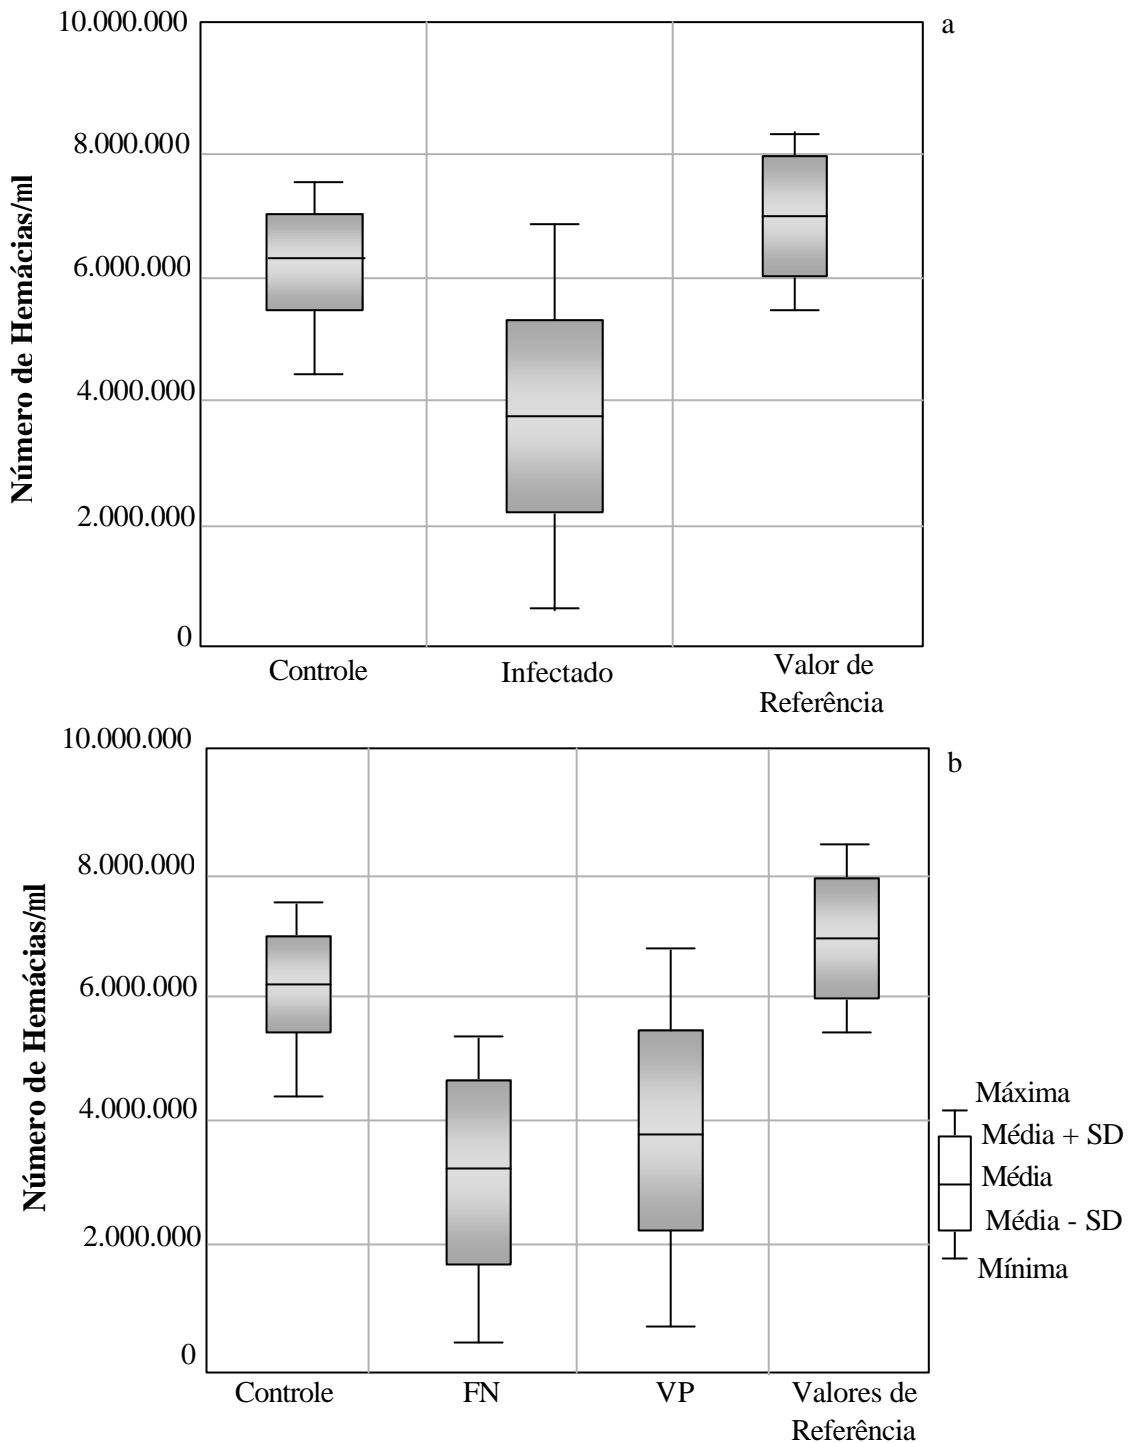 10.000.000
a
8.000.000
6.000.000
4.000.000
2.000.000
0
Número de Hemácias/ml
Controle
Infectado
Valor de
Referência
10.000.000
b
8.000.000
6.000.000
4.000.000
2.000.000
0
Número de Hemácias/ml
Controle
FN
VP
Valores de
Referência
Máxima
Média + SD
Média
Média - SD
Mínima